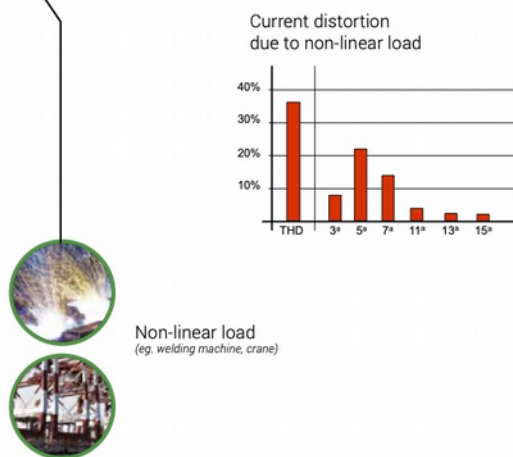 Current distortion
due to non-linear load
40%
30%
20%
10%
THD 3ª 5ª 7ª 11ª 13ª 15ª
Non-linear load
(eg. welding machine, crane)